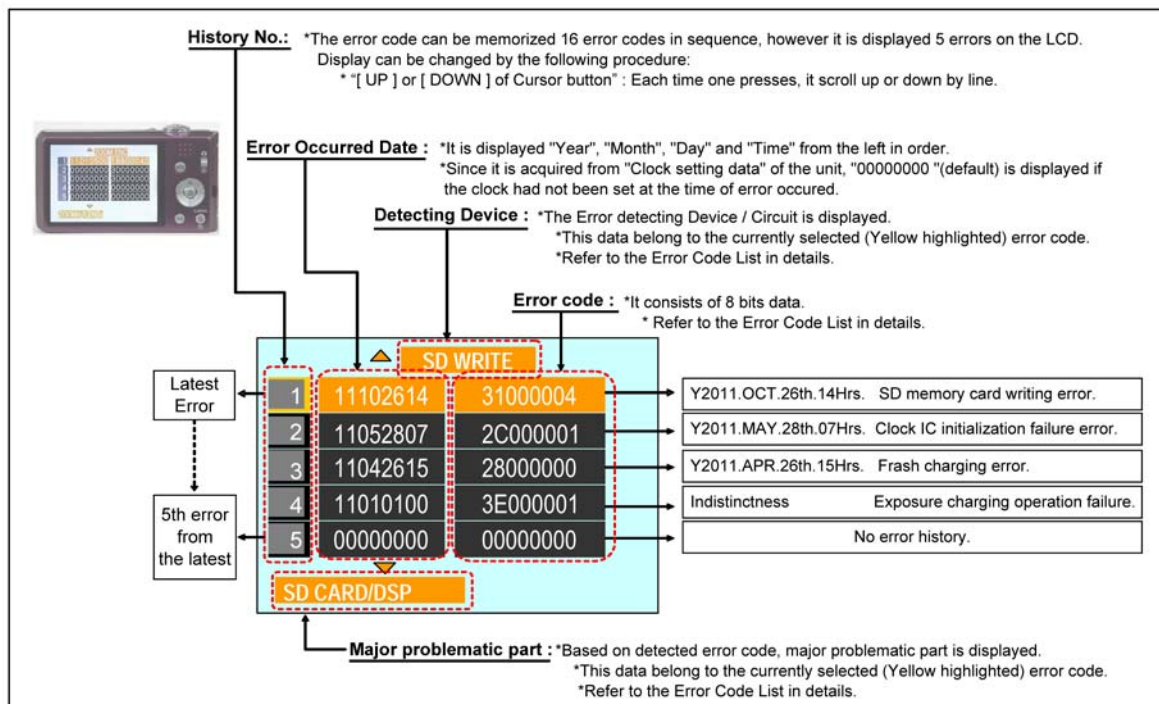 History No.: *The error code can be memorized 16 error codes in sequence, however it is displayed 5 errors on the LCD.
Display can be changed by the following procedure:
* "[ UP ] or [ DOWN ] of Cursor button" : Each time one presses, it scroll up or down by line.
Error Occurred Date : *It is displayed "Year", "Month", "Day" and "Time" from the left in order.
*Since it is acquired from "Clock setting data" of the unit, "00000000 "(default) is displayed if
the clock had not been set at the time of error occured.
Detecting Device : *The Error detecting Device / Circuit is displayed.
*This data belong to the currently selected (Yellow highlighted) error code.
*Refer to the Error Code List in details.
Error code : *It consists of 8 bits data.
* Refer to the Error Code List in details.
SD WRITE
Latest
Error
1 11102614 31000004 Y2011.OCT.26th.14Hrs. SD memory card writing error.
2 11052807 2C000001 Y2011.MAY.28th.07Hrs. Clock IC initialization failure error.
3 11042615 28000000 Y2011.APR.26th.15Hrs. Frash charging error.
4 11010100 3E000001 Indistinctness Exposure charging operation failure.
5th error
from
the latest
5 00000000 00000000 No error history.
SD CARD/DSP
Major problematic part : *Based on detected error code, major problematic part is displayed.
*This data belong to the currently selected (Yellow highlighted) error code.
*Refer to the Error Code List in details.